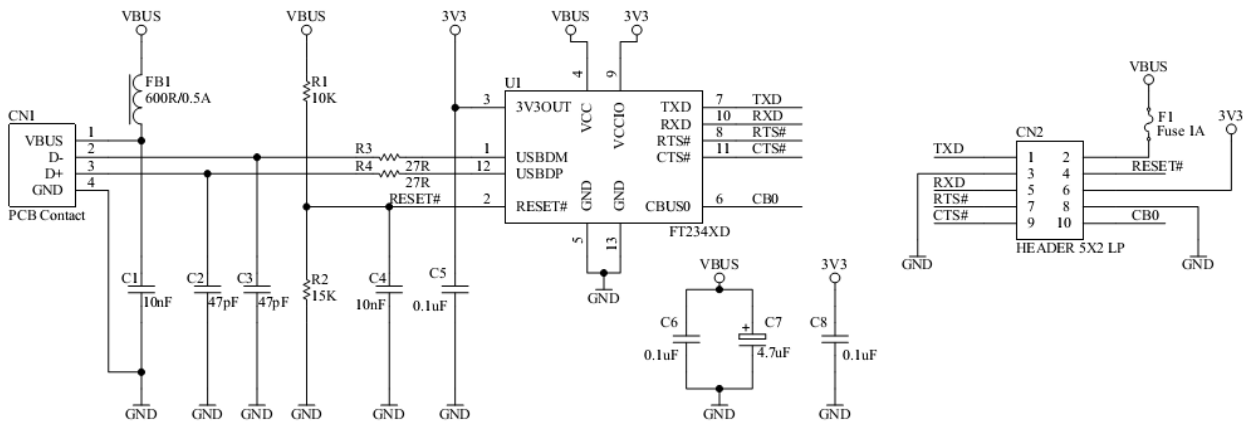 VBUS
VBUS
3V3
VBUS
3V3
VBUS
3V3
CN1
FB1
600R/0.5A
VBUS
D-
D+
GND
1
2
3
4
PCB Contact
R1
10K
R3
27R
R4
27R
RESET#
U1
4
9
3
3V3OUT
1
USBDM
12
USBDP
2
RESET#
VCC
VCCIO
GND
GND
5
13
TXD
7
TXD
RXD
10
RXD
RTS#
8
RTS#
CTS#
11
CTS#
CBUS0
6
CB0
FT234XD
GND
CN2
F1
Fuse 1A
TXD
1
2
3
4
RESET#
RXD
5
6
RTS#
7
8
CTS#
9
10
CB0
HEADER 5X2 LP
GND
GND
C1
10nF
C2
47pF
C3
47pF
R2
15K
C4
10nF
C5
0.1uF
VBUS
3V3
C6
0.1uF
+
C7
4.7uF
C8
0.1uF
GND
GND
GND
GND
GND
GND
GND
GND